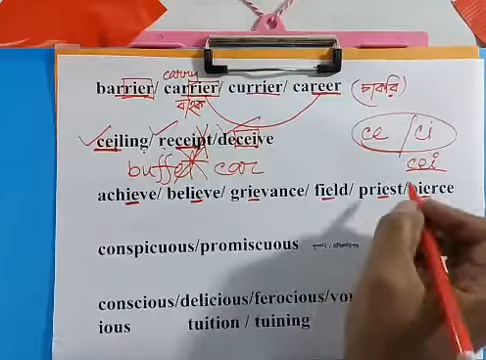 carry
barrier/ carrier/ currier/ career (চাকরি)
বাহক
ceiling/ receipt/deceive ce/ci
buffet car cei
achieve/ believe/ grievance/ field/ priest/pierce
conspicuous/promiscuous
conscious/delicious/ferocious/
ious tuition / tuining